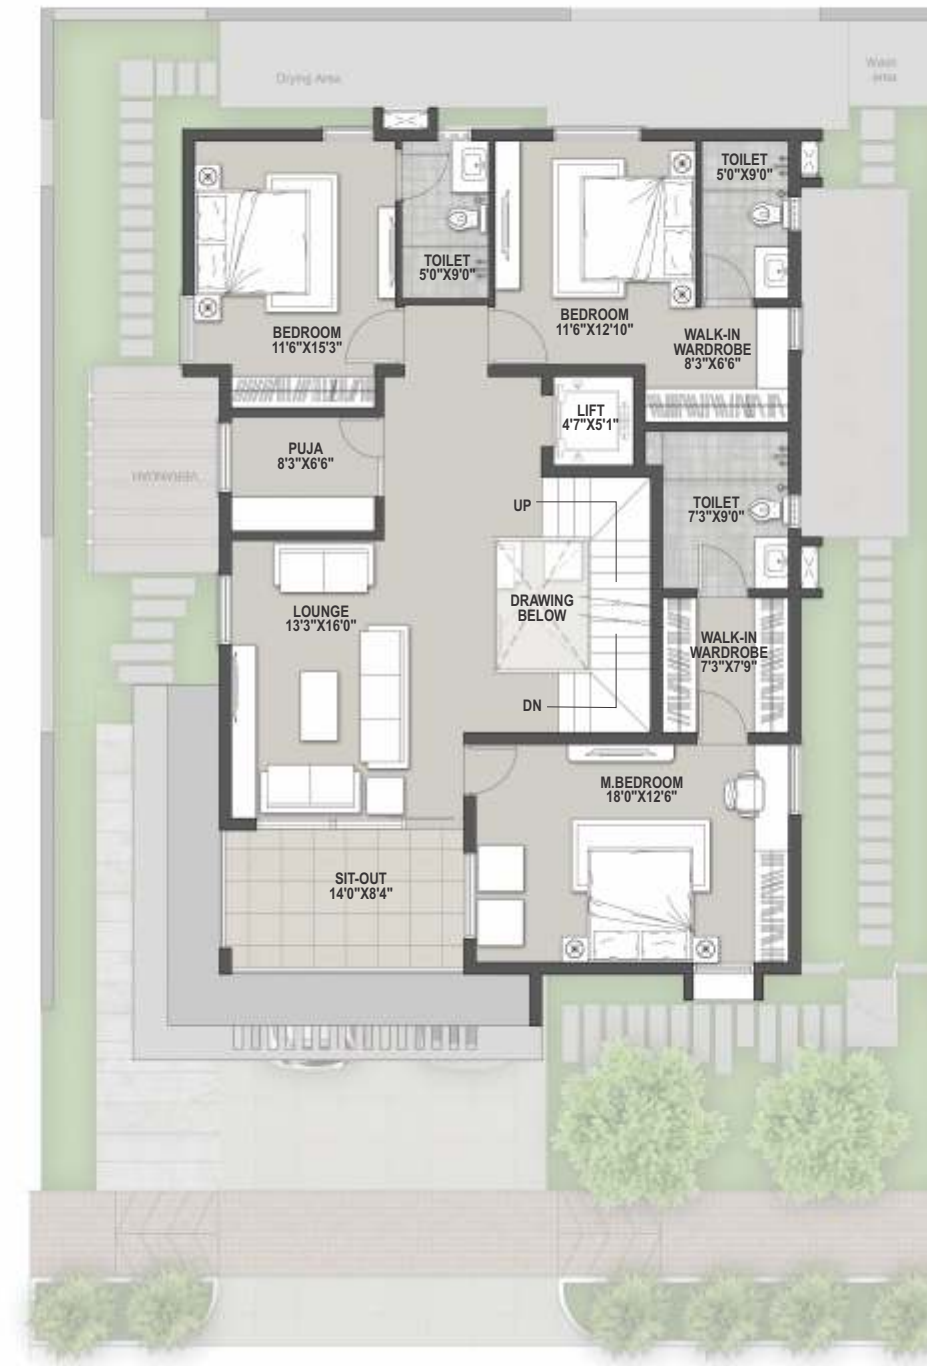 Drying Area
Wash
area
TOILET
5'0"X9'0"
TOILET
5'0"X9'0"
BEDROOM
11'6"X15'3"
BEDROOM
11'6"X12'10"
WALK-IN
WARDROBE
8'3"X6'6"
LIFT
4'7"X5'1"
PUJA
8'3"X6'6"
VERANDAH
UP
TOILET
7'3"X9'0"
DRAWING
BELOW
LOUNGE
13'3"X16'0"
WALK-IN
WARDROBE
7'3"X7'9"
DN
M.BEDROOM
18'0"X12'6"
SIT-OUT
14'0"X8'4"